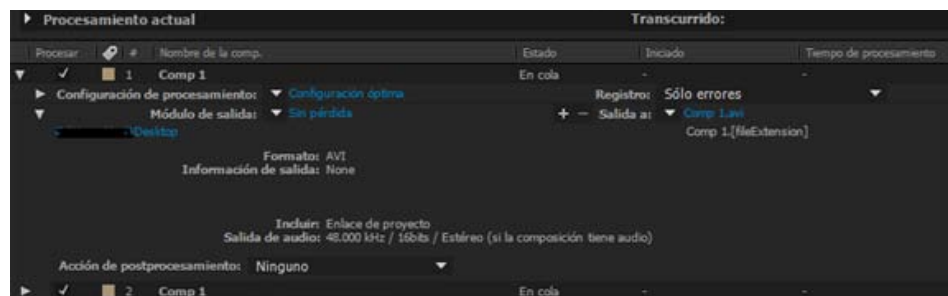 Procesamiento actual Transcurrido:
Procesar # Nombre de la comp. Estado Iniciado Tiempo de procesamiento
1 Comp 1 En cola - -
Configuración de procesamiento: Configuración óptima Registro: Sólo errores
Módulo de salida: Sin pérdida + − Salida a: Comp 1.avi
\Desktop Comp 1.[fileExtension]
Formato: AVI
Información de salida: None
Incluir: Enlace de proyecto
Salida de audio: 48.000 kHz / 16bits / Estéreo (si la composición tiene audio)
Acción de postprocesamiento: Ninguno
2 Comp 1 En cola - -